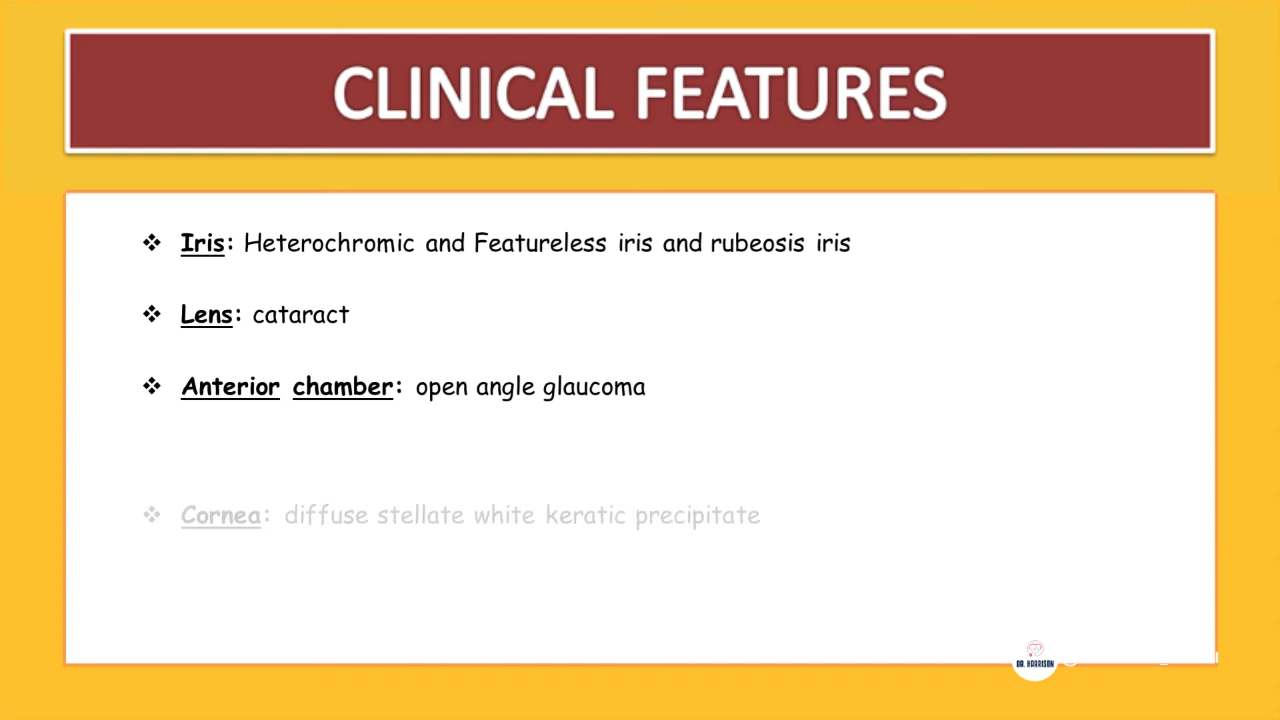 CLINICAL FEATURES
❖ Iris: Heterochromic and Featureless iris and rubeosis iris
❖ Lens: cataract
❖ Anterior chamber: open angle glaucoma
❖ Cornea: diffuse stellate white keratic precipitate
DR. HARRISON